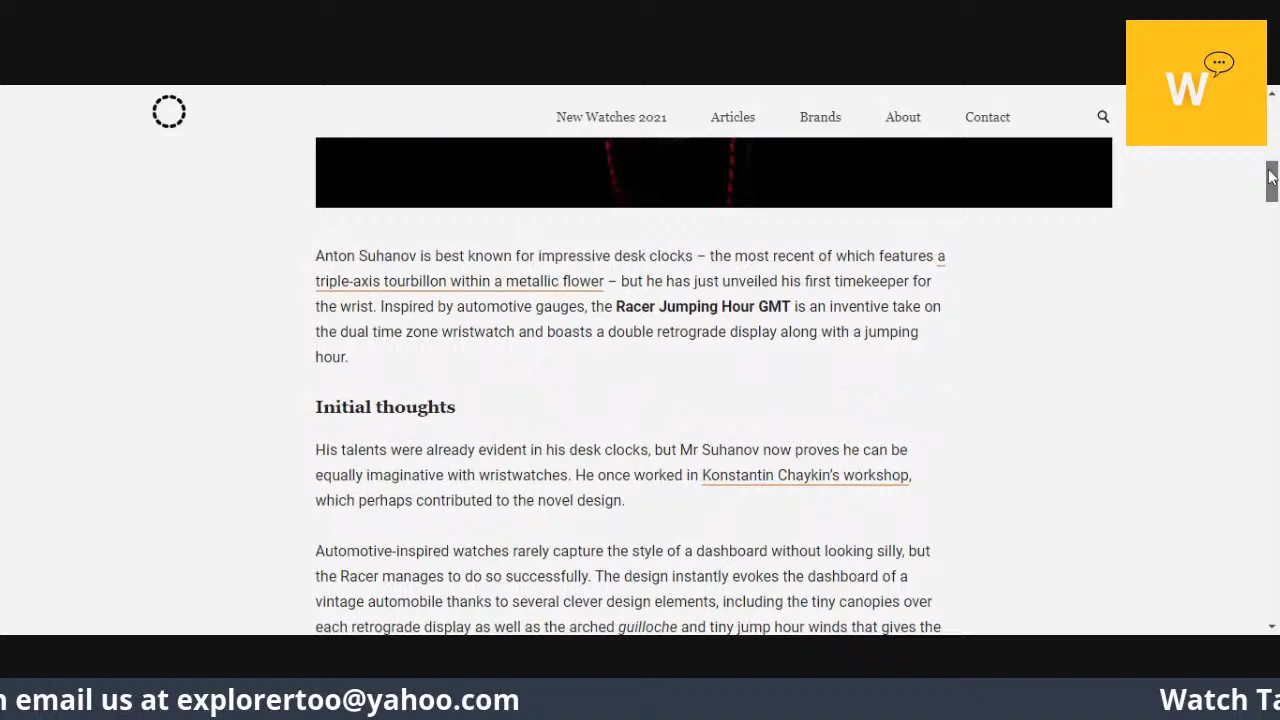 W
New Watches 2021 Articles Brands About Contact
Anton Suhanov is best known for impressive desk clocks – the most recent of which features a
triple-axis tourbillon within a metallic flower – but he has just unveiled his first timekeeper for
the wrist. Inspired by automotive gauges, the Racer Jumping Hour GMT is an inventive take on
the dual time zone wristwatch and boasts a double retrograde display along with a jumping
hour.
Initial thoughts
His talents were already evident in his desk clocks, but Mr Suhanov now proves he can be
equally imaginative with wristwatches. He once worked in Konstantin Chaykin's workshop,
which perhaps contributed to the novel design.
Automotive-inspired watches rarely capture the style of a dashboard without looking silly, but
the Racer manages to do so successfully. The design instantly evokes the dashboard of a
vintage automobile thanks to several clever design elements, including the tiny canopies over
each retrograde display as well as the arched guilloche and tiny jump hour winds that gives the
email us at explorertoo@yahoo.com Watch